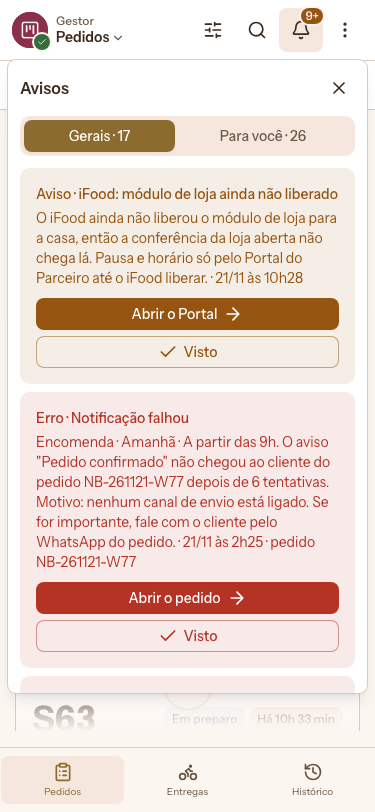 Gestor
Pedidos
9+
Avisos
Gerais · 17
Para você · 26
Aviso · iFood: módulo de loja ainda não liberado
O iFood ainda não liberou o módulo de loja para
a casa, então a conferência da loja aberta não
chega lá. Pausa e horário só pelo Portal do
Parceiro até o iFood liberar. · 21/11 às 10h28
Abrir o Portal
Visto
Erro · Notificação falhou
Encomenda · Amanhã · A partir das 9h. O aviso
"Pedido confirmado" não chegou ao cliente do
pedido NB-261121-W77 depois de 6 tentativas.
Motivo: nenhum canal de envio está ligado. Se
for importante, fale com o cliente pelo
WhatsApp do pedido. · 21/11 às 2h25 · pedido
NB-261121-W77
Abrir o pedido
Visto
S63
Em preparo
Há 10h 33 min
Pedidos
Entregas
Histórico